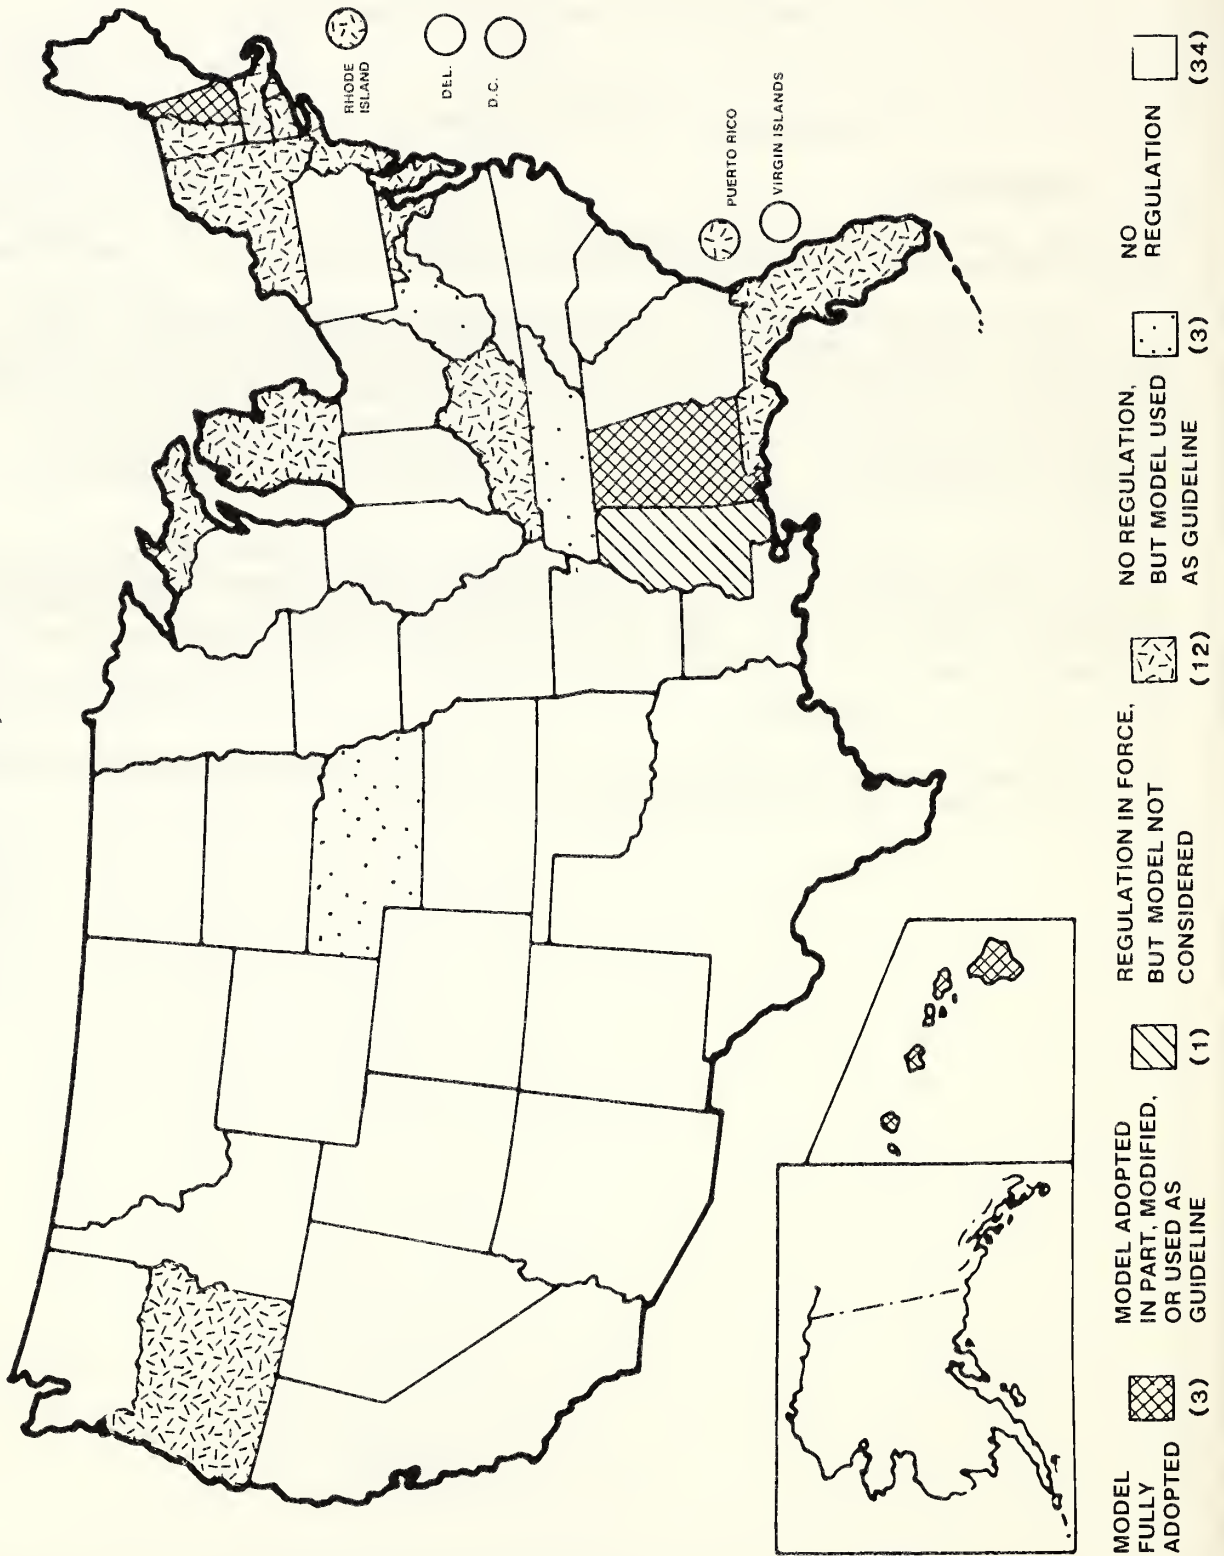 RHODE
ISLAND
DEL.
D.C.
PUERTO RICO
VIRGIN ISLANDS
MODEL
FULLY
ADOPTED
(3)
MODEL ADOPTED
IN PART, MODIFIED,
OR USED AS
GUIDELINE
(1)
REGULATION IN FORCE,
BUT MODEL NOT
CONSIDERED
(12)
NO REGULATION,
BUT MODEL USED
AS GUIDELINE
(3)
NO
REGULATION
(34)